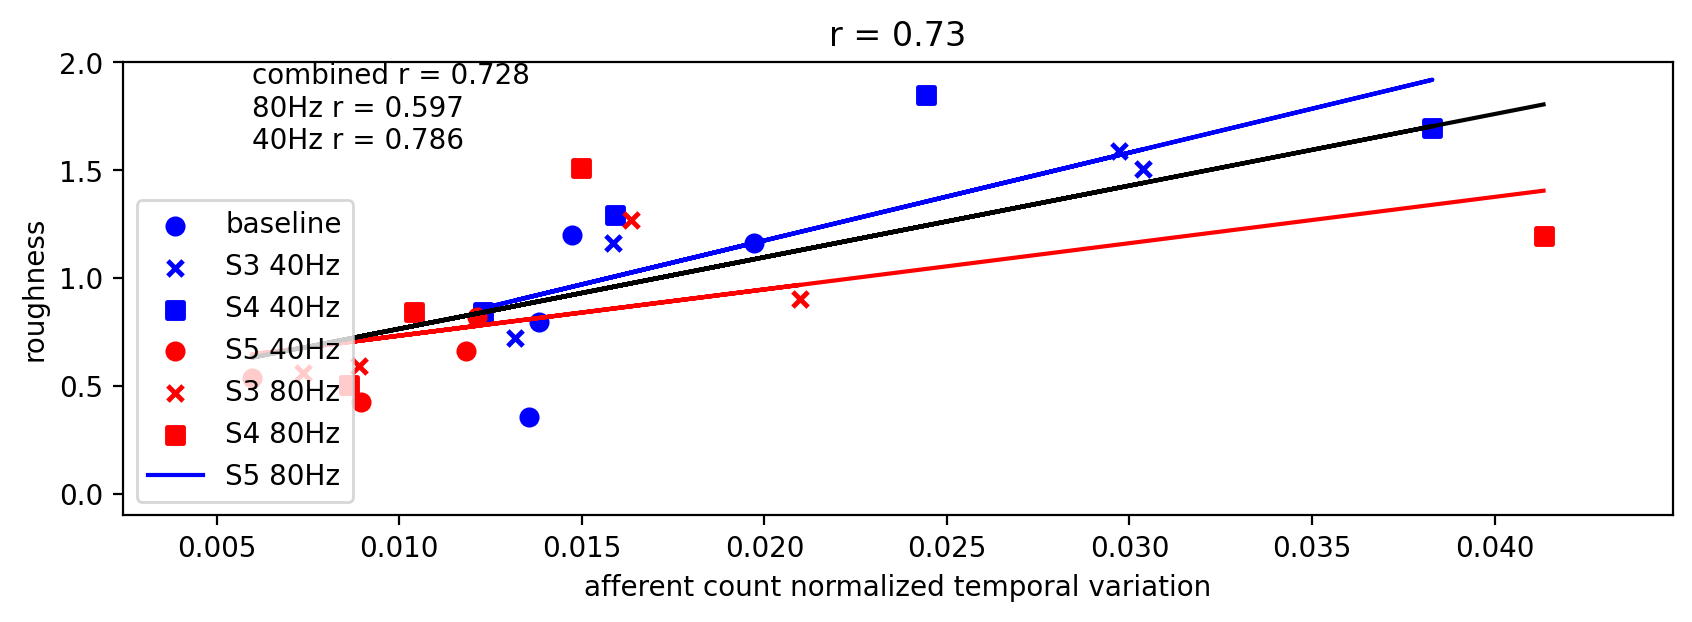 r = 0.73
combined r = 0.728
80Hz r = 0.597
40Hz r = 0.786
baseline
S3 40Hz
S4 40Hz
S5 40Hz
S3 80Hz
S4 80Hz
S5 80Hz
roughness
2.0
1.5
1.0
0.5
0.0
0.005 0.010 0.015 0.020 0.025 0.030 0.035 0.040
afferent count normalized temporal variation